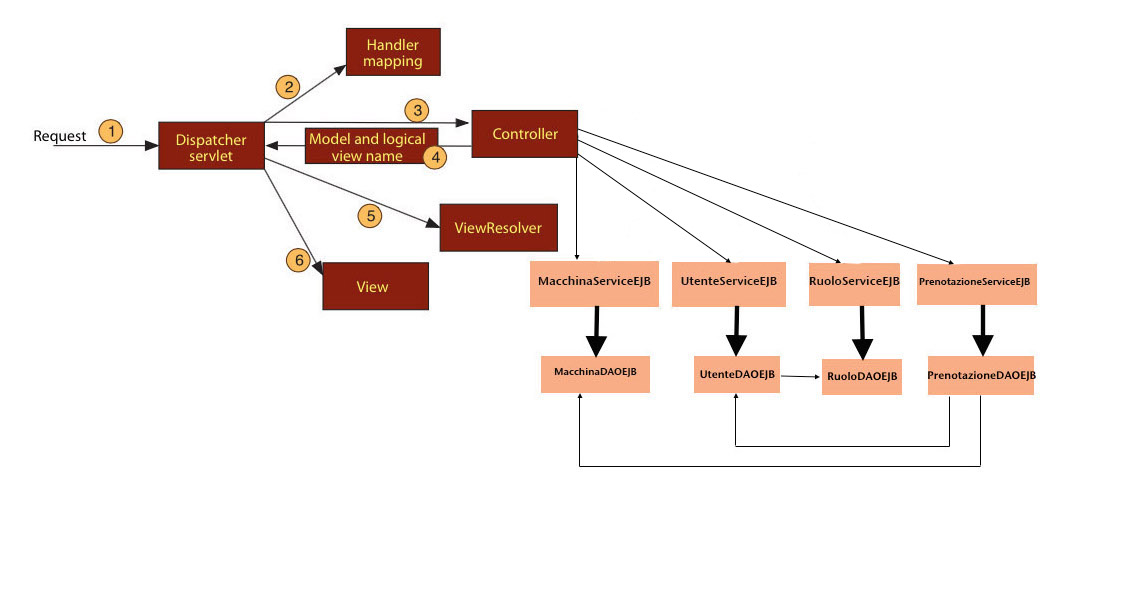 Handler
mapping
2
3
1
Request
Dispatcher
servlet
Model and logical
view name
4
Controller
5
ViewResolver
6
View
MacchinaServiceEJB
UtenteServiceEJB
RuoloServiceEJB
PrenotazioneServiceEJB
MacchinaDAOEJB
UtenteDAOEJB
RuoloDAOEJB
PrenotazioneDAOEJB